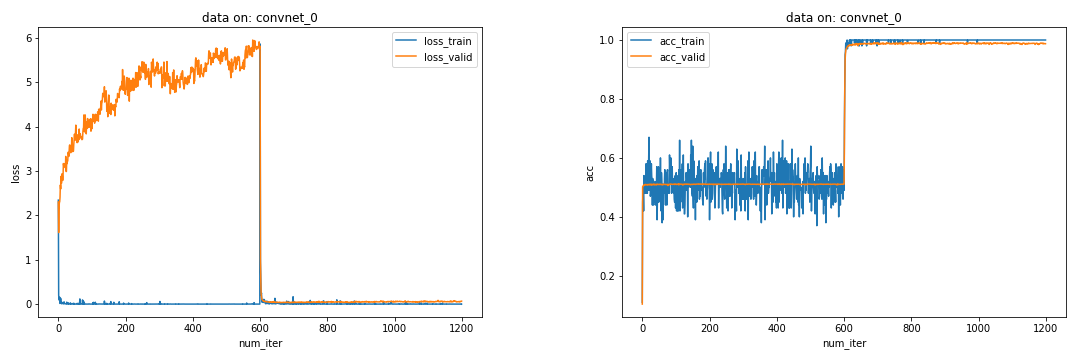 data on: convnet_0
6
5
4
3
2
1
0
loss
0 200 400 600 800 1000 1200
num_iter
loss_train
loss_valid
data on: convnet_0
1.0
0.8
0.6
0.4
0.2
acc
0 200 400 600 800 1000 1200
num_iter
acc_train
acc_valid